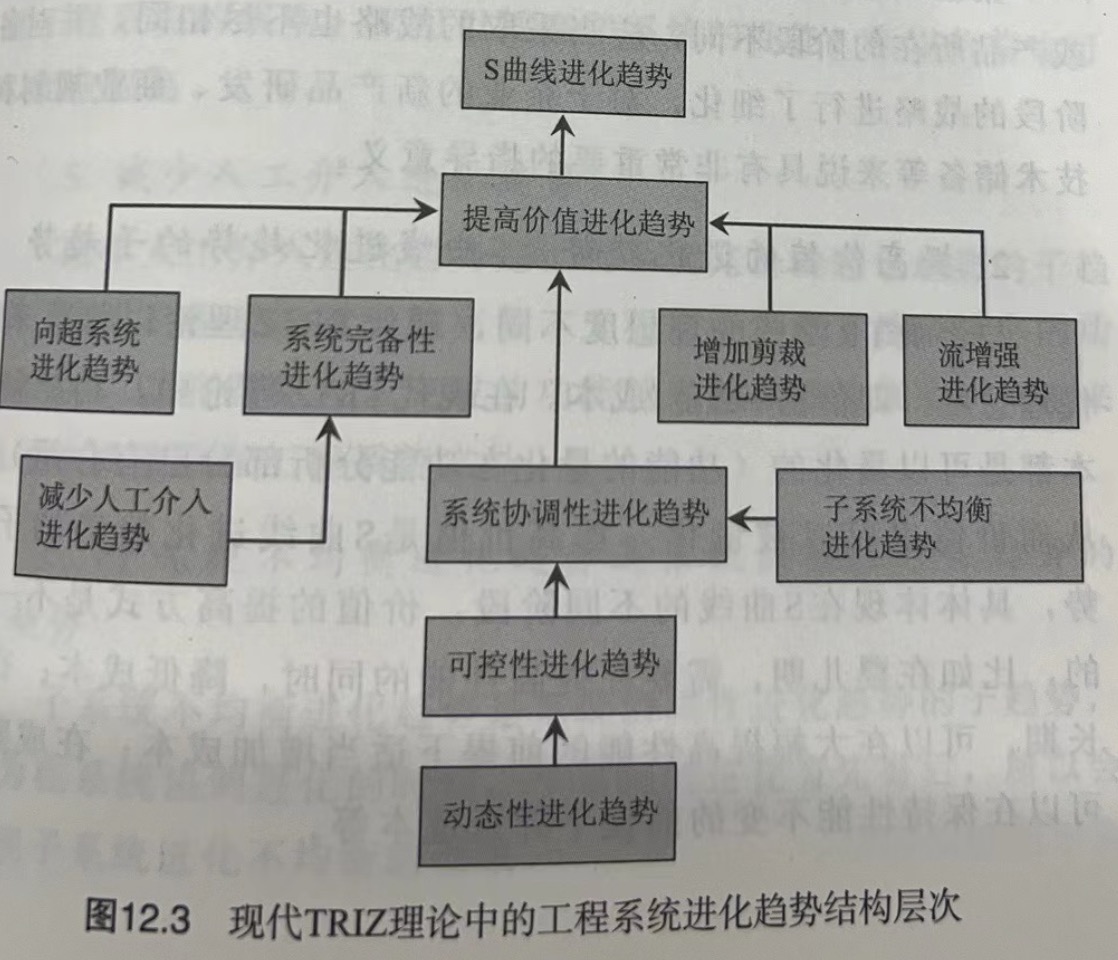 S曲线进化趋势
提高价值进化趋势
向超系统
进化趋势
系统完备性
进化趋势
增加剪裁
进化趋势
流增强
进化趋势
减少人工介入
进化趋势
系统协调性进化趋势
子系统不均衡
进化趋势
可控性进化趋势
动态性进化趋势
图12.3 现代TRIZ理论中的工程系统进化趋势结构层次